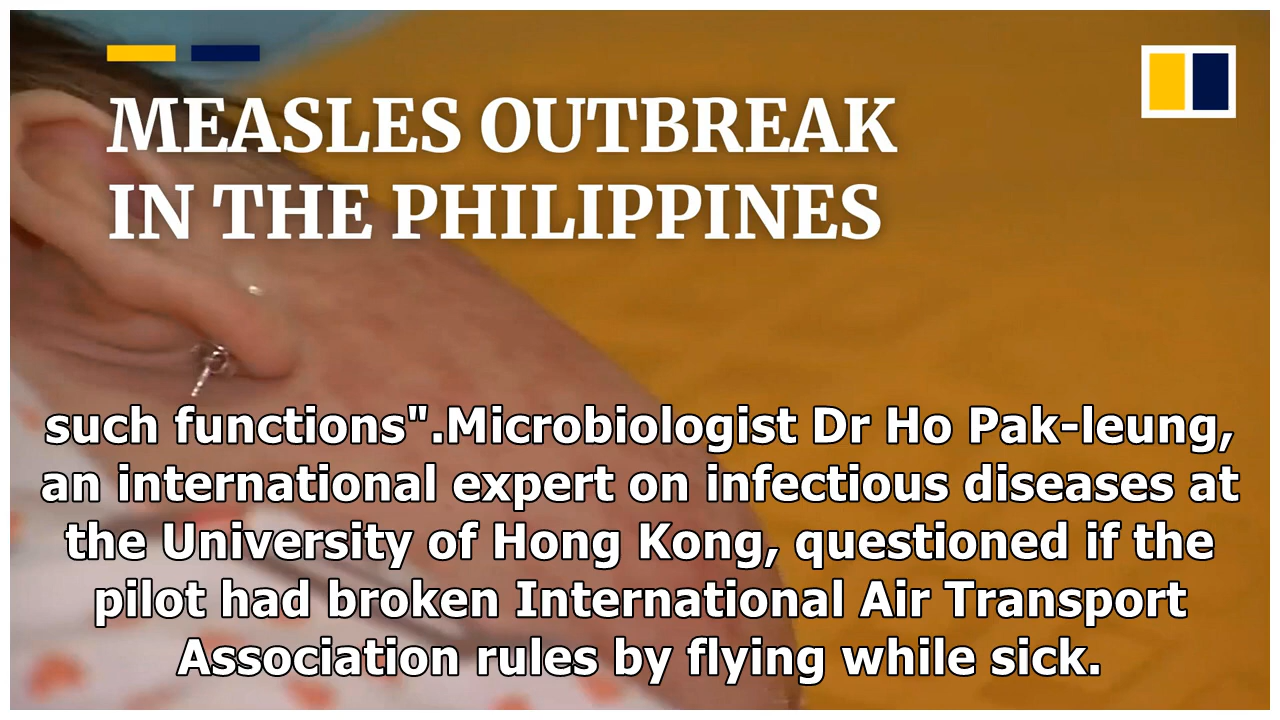 MEASLES OUTBREAK
IN THE PHILIPPINES
such functions".Microbiologist Dr Ho Pak-leung,
an international expert on infectious diseases at
the University of Hong Kong, questioned if the
pilot had broken International Air Transport
Association rules by flying while sick.